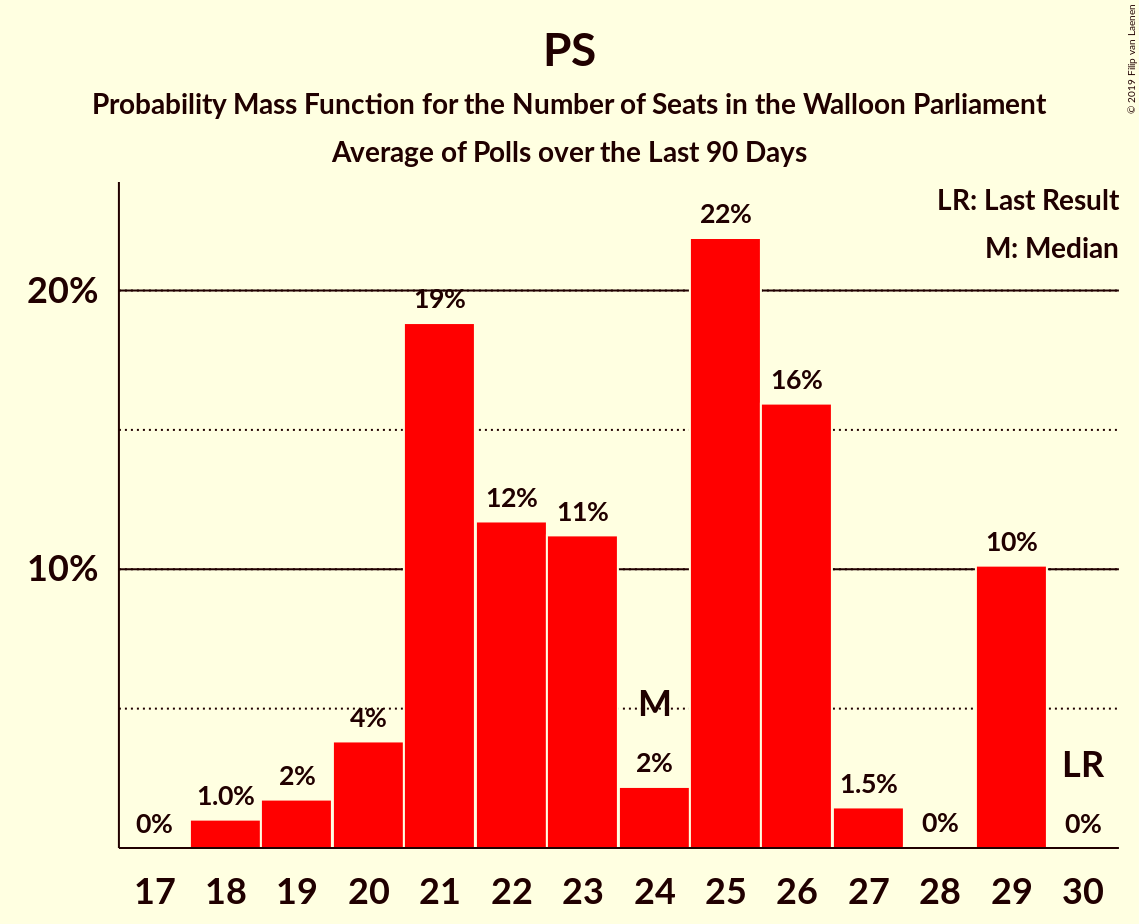 PS
Probability Mass Function for the Number of Seats in the Walloon Parliament
Average of Polls over the Last 90 Days
© 2019 Filip van Laenen
LR: Last Result
M: Median
20%
10%
0%
1.0%
2%
4%
19%
12%
11%
M
2%
22%
16%
1.5%
0%
10%
LR
0%
17 18 19 20 21 22 23 24 25 26 27 28 29 30